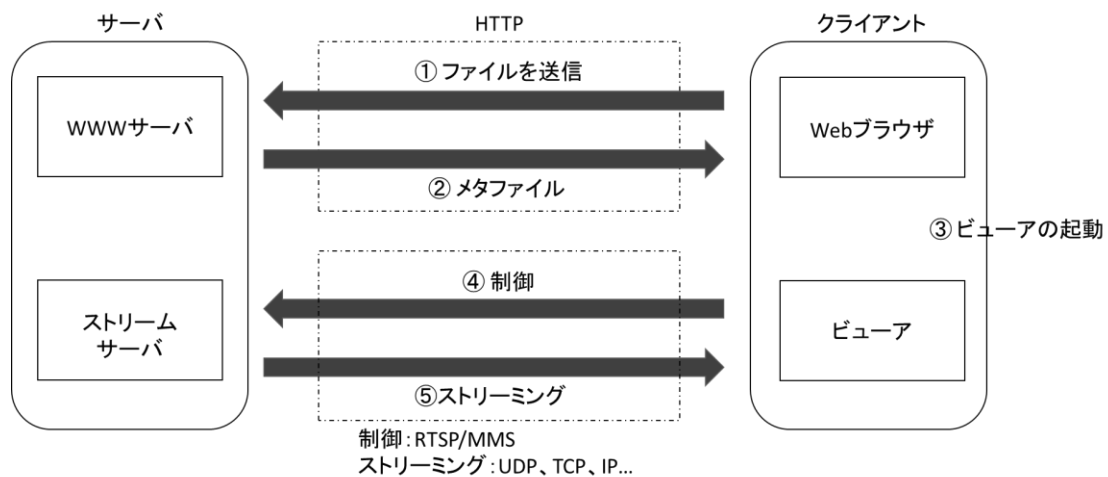 サーバ
HTTP
クライアント
① ファイルを送信
WWWサーバ
Webブラウザ
② メタファイル
③ ビューアの起動
④ 制御
ストリーム
サーバ
ビューア
⑤ストリーミング
制御：RTSP/MMS
ストリーミング：UDP、TCP、IP...